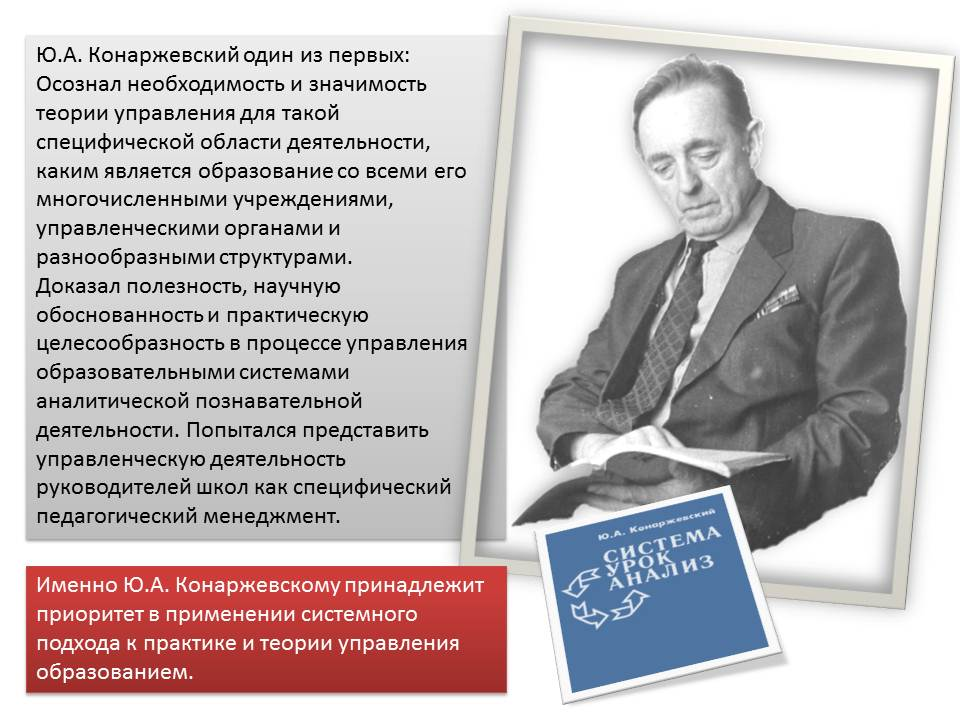 Ю.А. Конаржевский один из первых:
Осознал необходимость и значимость
теории управления для такой
специфической области деятельности,
каким является образование со всеми его
многочисленными учреждениями,
управленческими органами и
разнообразными структурами.
Доказал полезность, научную
обоснованность и практическую
целесообразность в процессе управления
образовательными системами
аналитической познавательной
деятельности. Попытался представить
управленческую деятельность
руководителей школ как специфический
педагогический менеджмент.
Именно Ю.А. Конаржевскому принадлежит
приоритет в применении системного
подхода к практике и теории управления
образованием.
Ю.А. Конаржевский
СИСТЕМА
УРОК
АНАЛИЗ